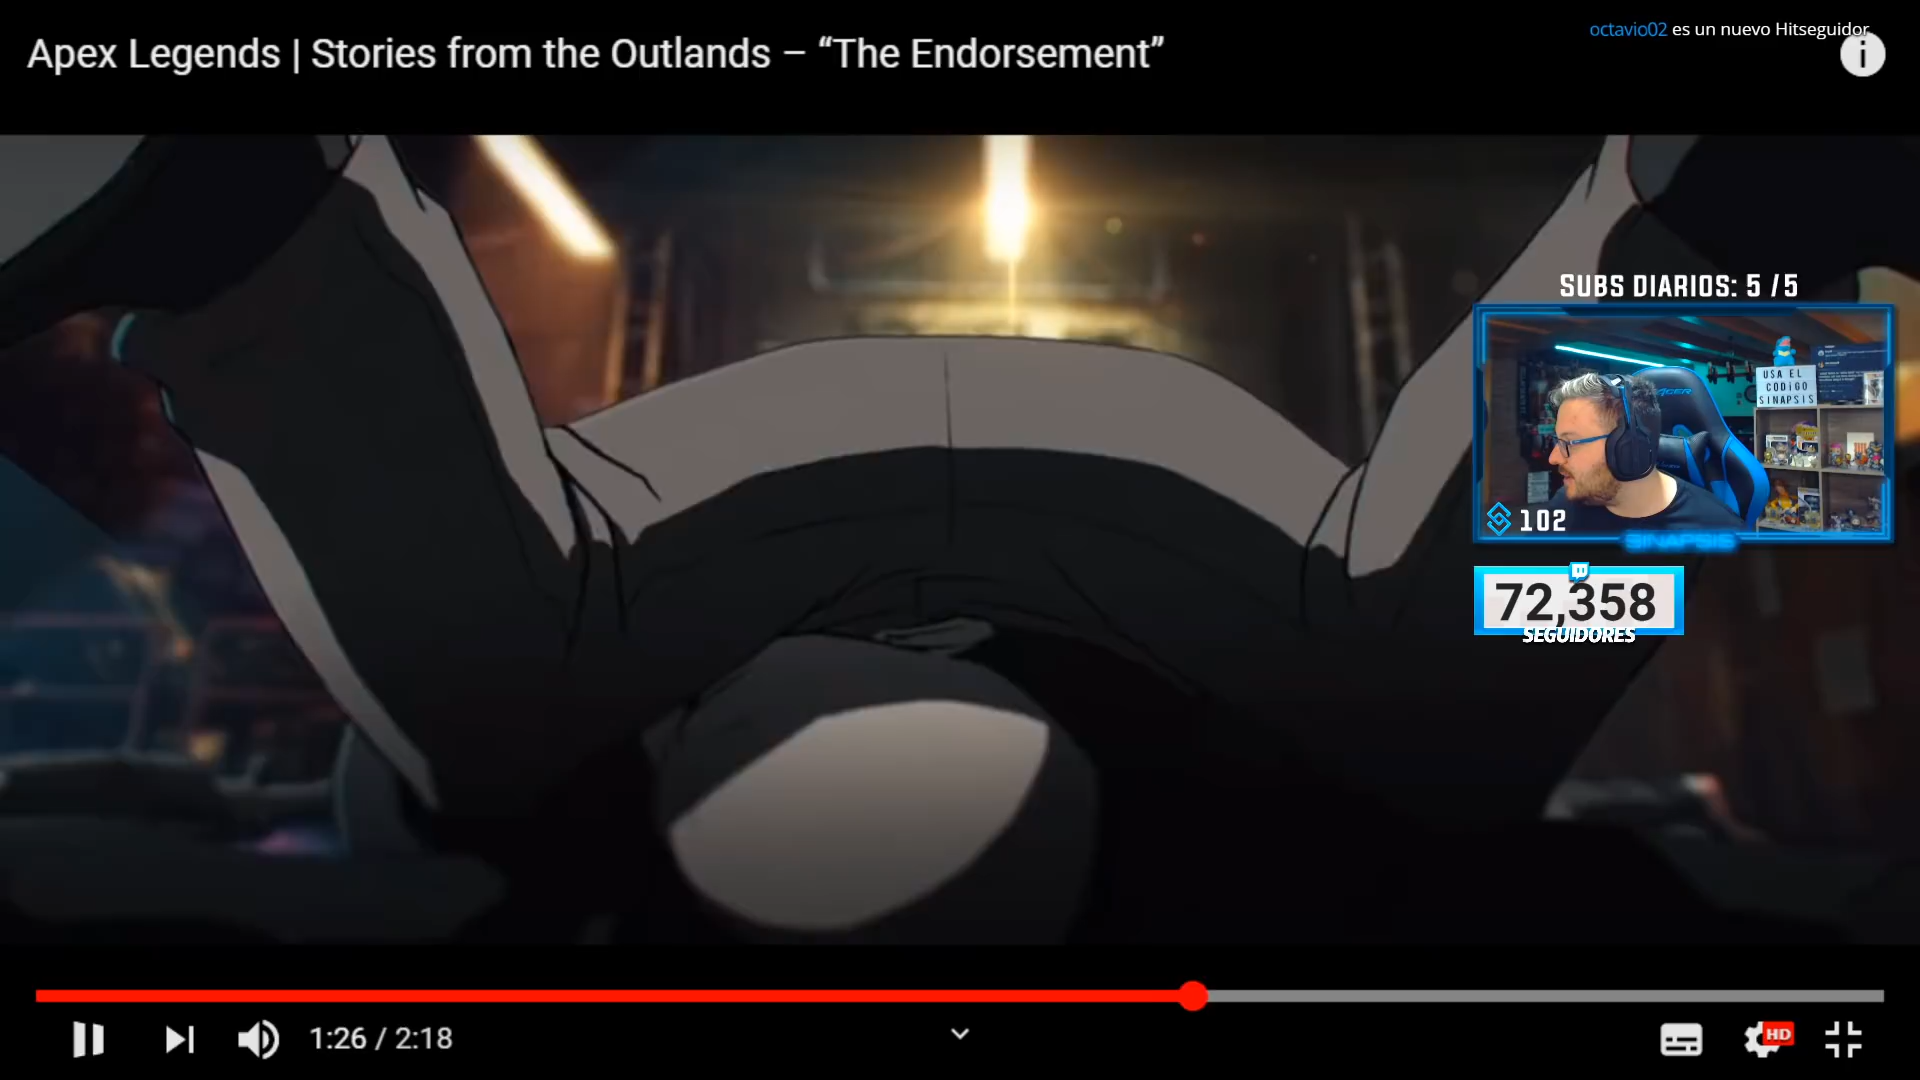 Apex Legends | Stories from the Outlands – “The Endorsement”
octavio02 es un nuevo Hitseguidor
SUBS DIARIOS: 5 / 5
USA EL
CODIGO
SINAPSIS
102
SINAPSIS
72,358
SEGUIDORES
1:26 / 2:18
HD